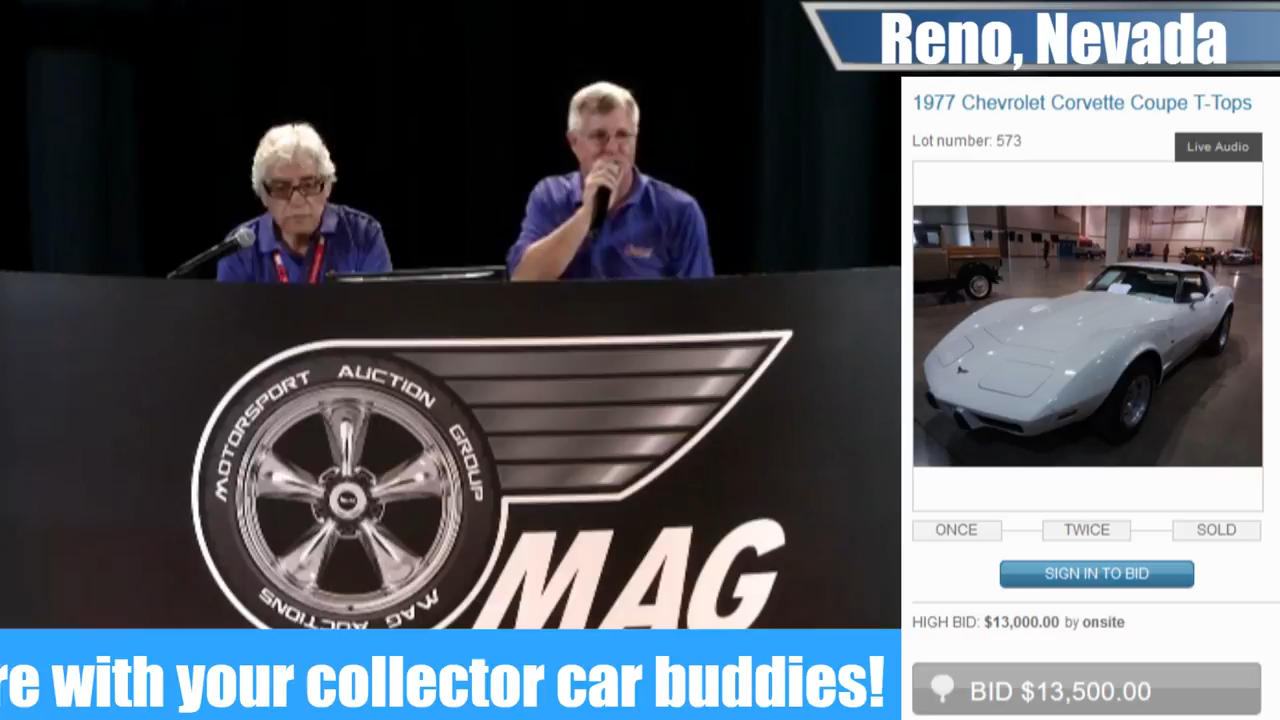 Reno, Nevada
1977 Chevrolet Corvette Coupe T-Tops
Lot number: 573
Live Audio
ONCE
TWICE
SOLD
SIGN IN TO BID
HIGH BID: $13,000.00 by onsite
BID $13,500.00
MOTORSPORT AUCTION GROUP
MAG AUCTIONS
MAG
re with your collector car buddies!